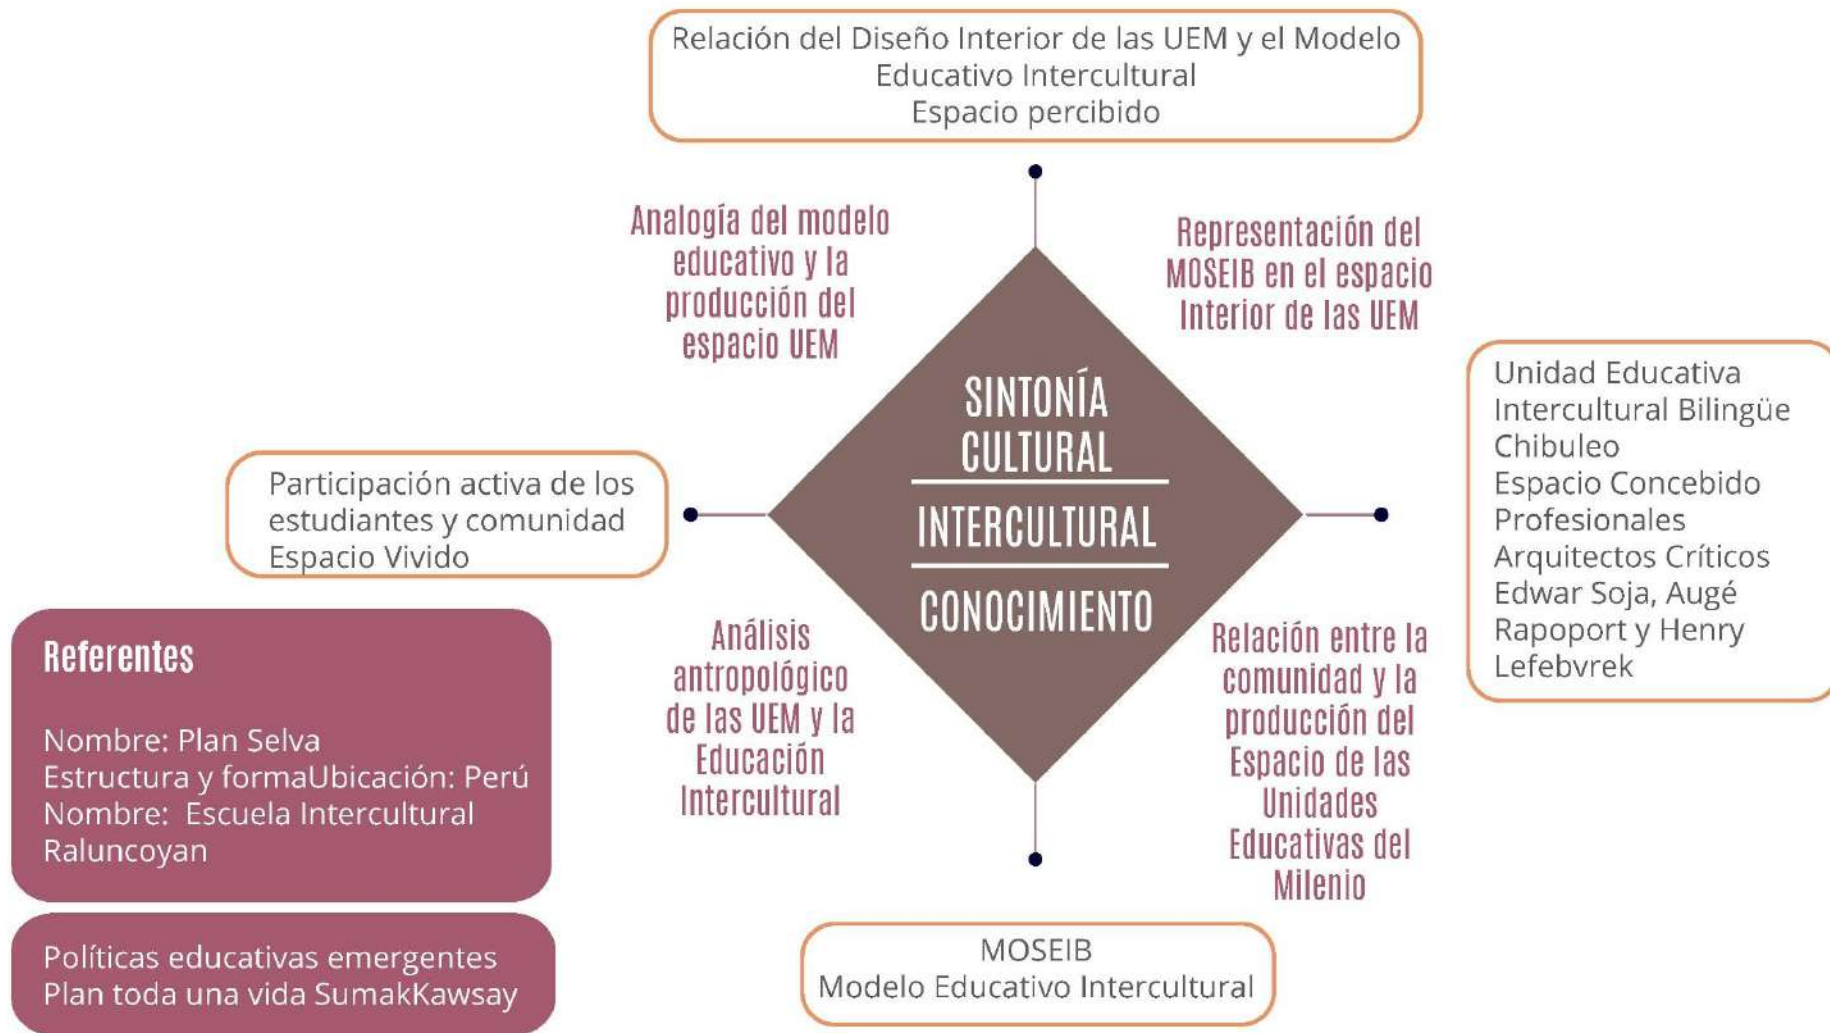 Relación del Diseño Interior de las UEM y el Modelo
Educativo Intercultural
Espacio percibido
Analogía del modelo
educativo y la
producción del
espacio UEM
Representación del
MOSEIB en el espacio
Interior de las UEM
SINTONÍA
CULTURAL
INTERCULTURAL
CONOCIMIENTO
Participación activa de los
estudiantes y comunidad
Espacio Vivido
Unidad Educativa
Intercultural Bilingüe
Chibuleo
Espacio Concebido
Profesionales
Arquitectos Críticos
Edwar Soja, Augé
Rapoport y Henry
Lefebvrek
Análisis
antropológico
de las UEM y la
Educación
Intercultural
Relación entre la
comunidad y la
producción del
Espacio de las
Unidades
Educativas del
Milenio
Referentes
Nombre: Plan Selva
Estructura y formaUbicación: Perú
Nombre: Escuela Intercultural
Raluncoyan
Políticas educativas emergentes
Plan toda una vida SumakKawsay
MOSEIB
Modelo Educativo Intercultural